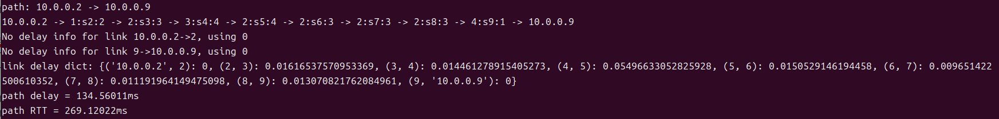 path: 10.0.0.2 -> 10.0.0.9
10.0.0.2 -> 1:s2:2 -> 2:s3:3 -> 3:s4:4 -> 2:s5:4 -> 2:s6:3 -> 2:s7:3 -> 2:s8:3 -> 4:s9:1 -> 10.0.0.9
No delay info for link 10.0.0.2->2, using 0
No delay info for link 9->10.0.0.9, using 0
link delay dict: {('10.0.0.2', 2): 0, (2, 3): 0.01616537570953369, (3, 4): 0.014461278915405273, (4, 5): 0.05496633052825928, (5, 6): 0.0150529146194458, (6, 7): 0.009651422
500610352, (7, 8): 0.011191964149475098, (8, 9): 0.013070821762084961, (9, '10.0.0.9'): 0}
path delay = 134.56011ms
path RTT = 269.12022ms